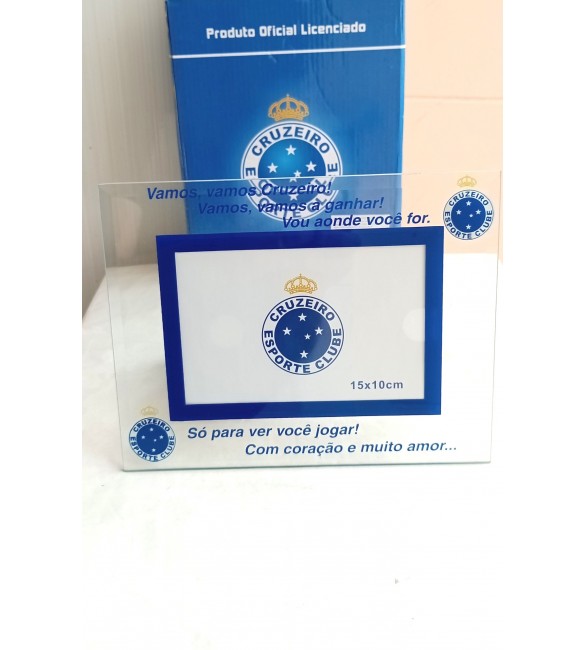 Produto Oficial Licenciado
CRUZEIRO
ESPORTE CLUBE
Vamos, vamos Cruzeiro!
Vamos, vamos a ganhar!
Vou aonde você for.
CRUZEIRO
ESPORTE CLUBE
CRUZEIRO
ESPORTE CLUBE
15x10cm
CRUZEIRO
ESPORTE CLUBE
Só para ver você jogar!
Com coração e muito amor...